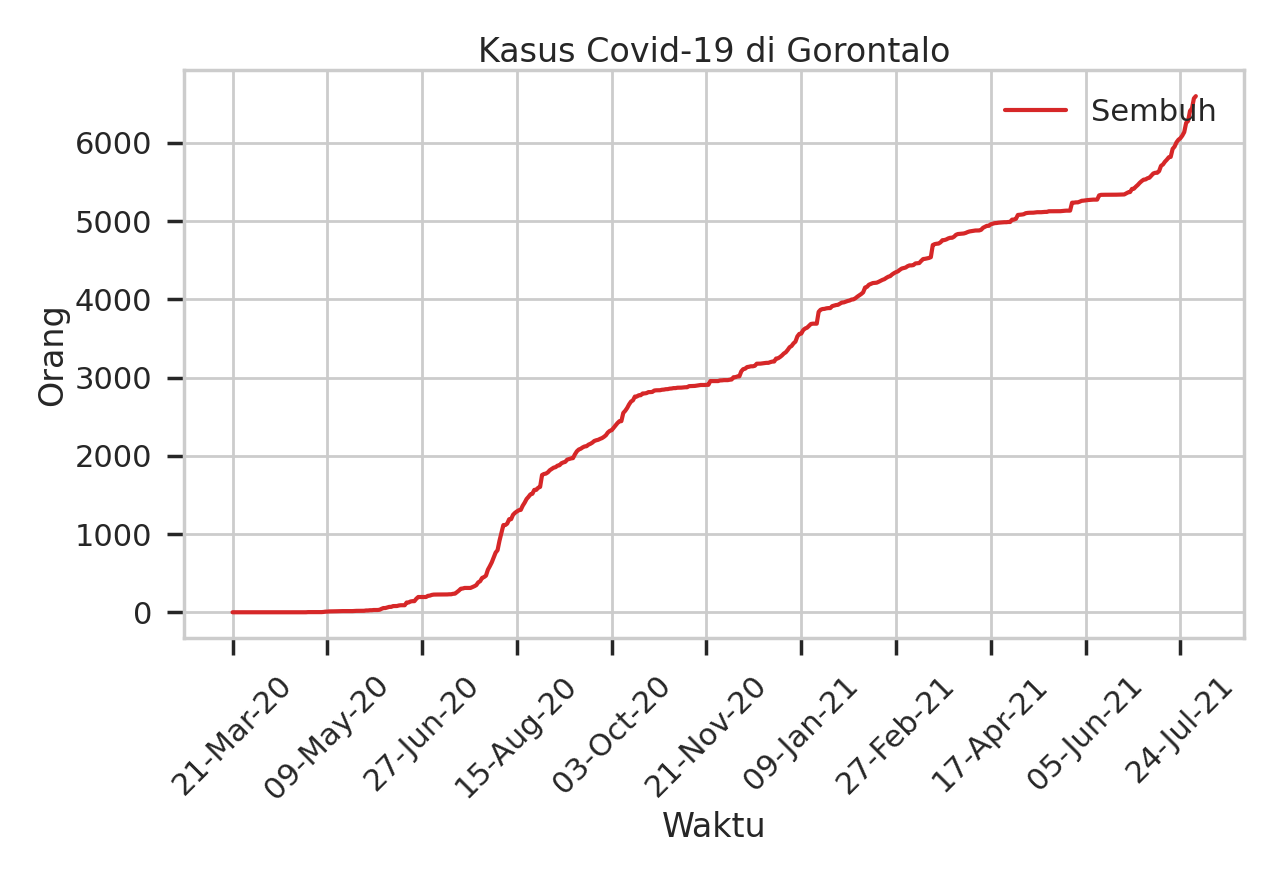 Kasus Covid-19 di Gorontalo
Sembuh
Orang
6000
5000
4000
3000
2000
1000
0
21-Mar-20
09-May-20
27-Jun-20
15-Aug-20
03-Oct-20
21-Nov-20
09-Jan-21
27-Feb-21
17-Apr-21
05-Jun-21
24-Jul-21
Waktu